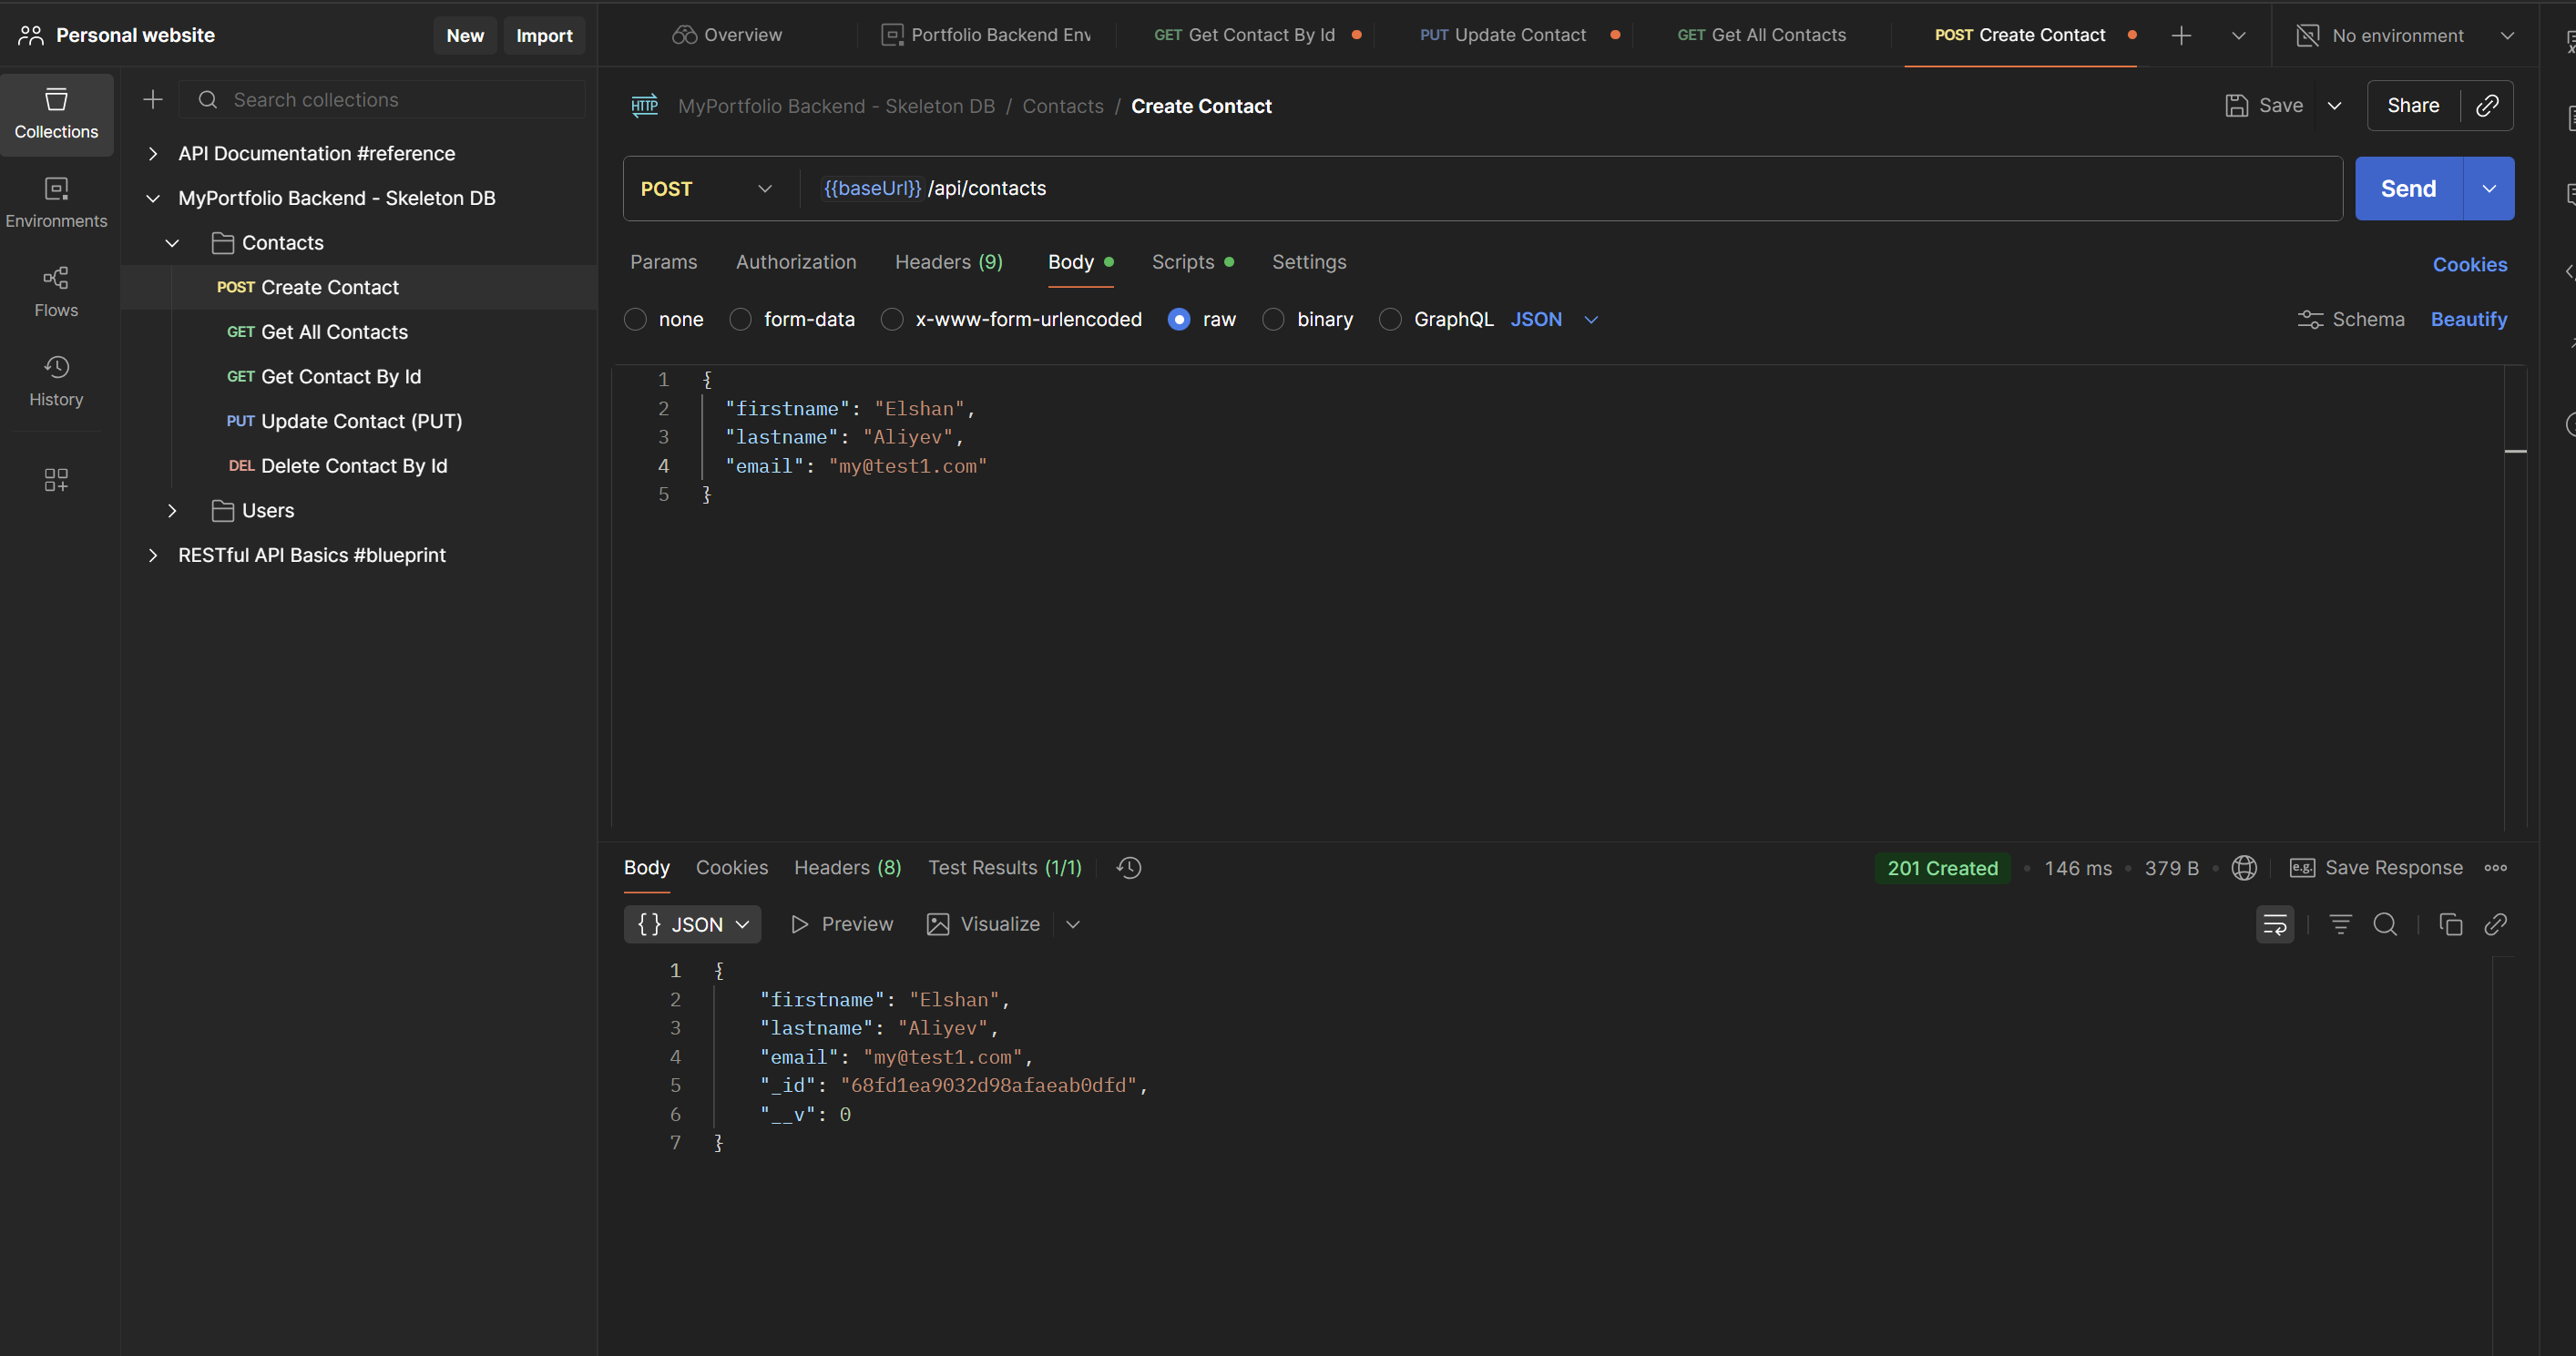 Personal website New Import
Overview Portfolio Backend Env GET Get Contact By Id PUT Update Contact GET Get All Contacts POST Create Contact No environment
Collections
Environments
Flows
History
Search collections
API Documentation #reference
MyPortfolio Backend - Skeleton DB
Contacts
POST Create Contact
GET Get All Contacts
GET Get Contact By Id
PUT Update Contact (PUT)
DEL Delete Contact By Id
Users
RESTful API Basics #blueprint
HTTP MyPortfolio Backend - Skeleton DB / Contacts / Create Contact Save Share
POST {{baseUrl}} /api/contacts Send
Params Authorization Headers (9) Body Scripts Settings Cookies
none form-data x-www-form-urlencoded raw binary GraphQL JSON Schema Beautify
1 {
2 "firstname": "Elshan",
3 "lastname": "Aliyev",
4 "email": "my@test1.com"
5 }
Body Cookies Headers (8) Test Results (1/1) 201 Created • 146 ms • 379 B • e.g. Save Response
{} JSON Preview Visualize
1 {
2 "firstname": "Elshan",
3 "lastname": "Aliyev",
4 "email": "my@test1.com",
5 "_id": "68fd1ea9032d98afaeab0dfd",
6 "__v": 0
7 }